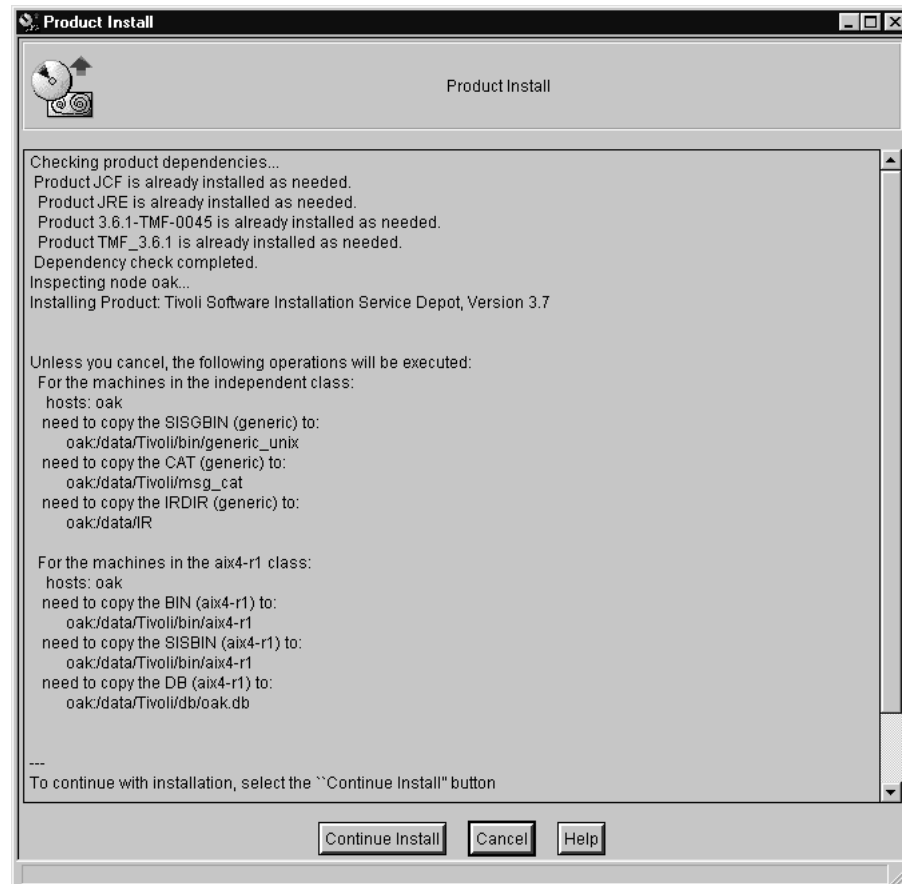 Product Install
Product Install
Checking product dependencies...
Product JCF is already installed as needed.
Product JRE is already installed as needed.
Product 3.6.1-TMF-0045 is already installed as needed.
Product TMF_3.6.1 is already installed as needed.
Dependency check completed.
Inspecting node oak...
Installing Product: Tivoli Software Installation Service Depot, Version 3.7
Unless you cancel, the following operations will be executed:
For the machines in the independent class:
hosts: oak
need to copy the SISGBIN (generic) to:
oak:/data/Tivoli/bin/generic_unix
need to copy the CAT (generic) to:
oak:/data/Tivoli/msg_cat
need to copy the IRDIR (generic) to:
oak:/data/IR
For the machines in the aix4-r1 class:
hosts: oak
need to copy the BIN (aix4-r1) to:
oak:/data/Tivoli/bin/aix4-r1
need to copy the SISBIN (aix4-r1) to:
oak:/data/Tivoli/bin/aix4-r1
need to copy the DB (aix4-r1) to:
oak:/data/Tivoli/db/oak.db
---
To continue with installation, select the ``Continue Install'' button
Continue Install Cancel Help